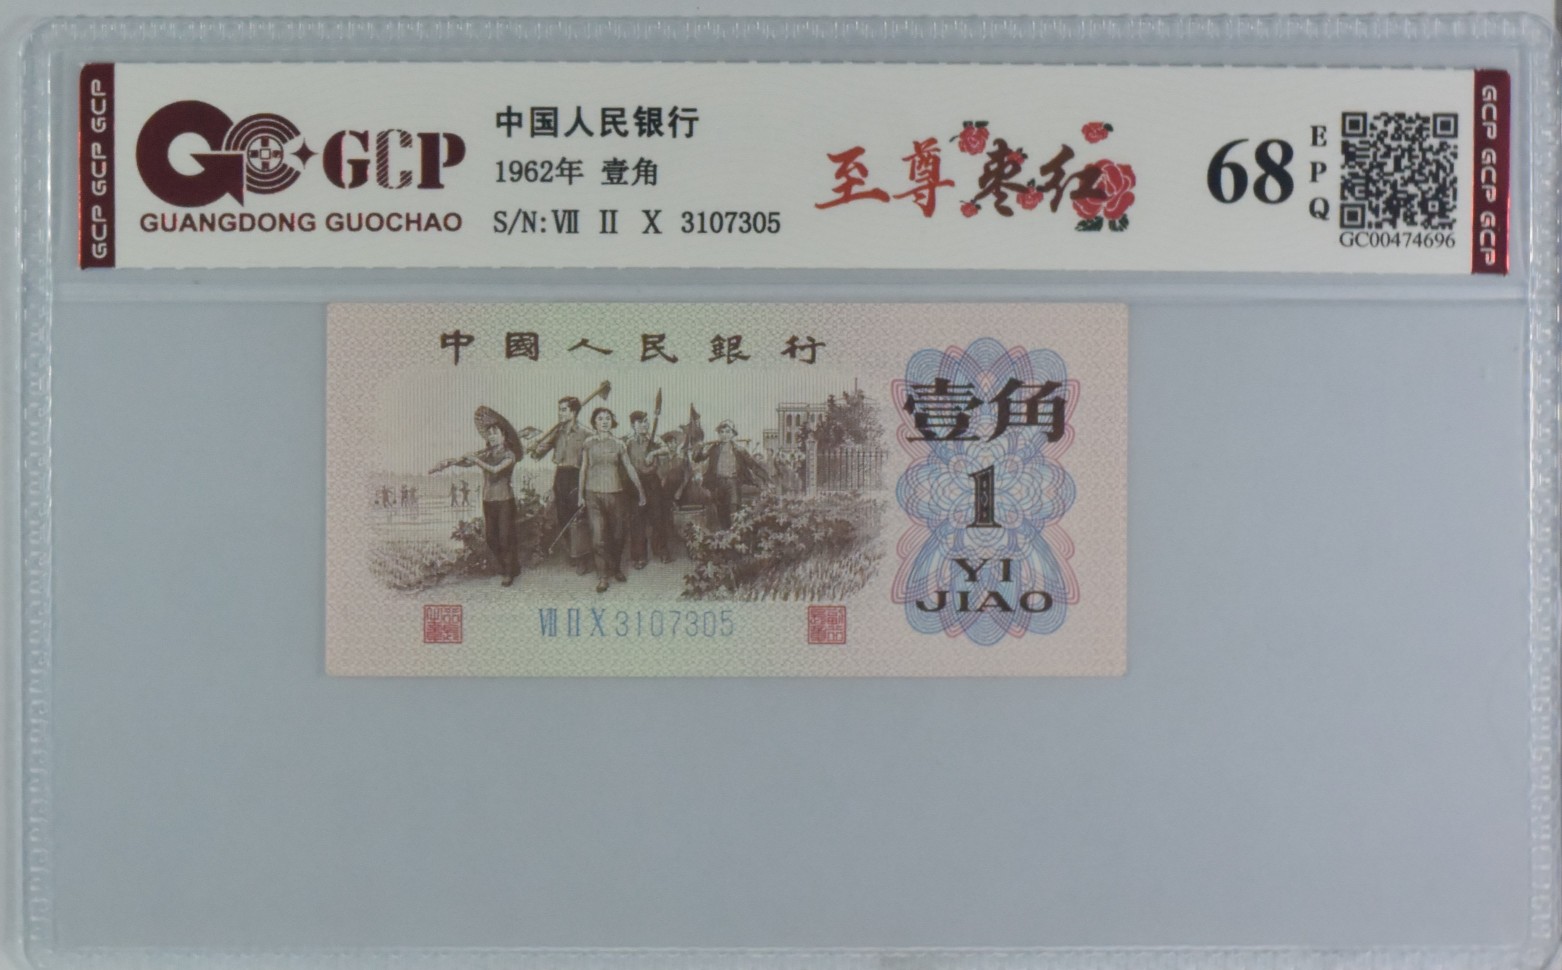 GCP GCP GCP
GCP
GUANGDONG GUOCHAO
中国人民银行
1962年 壹角
S/N: Ⅶ Ⅱ Ⅹ 3107305
至尊枣红
68
EPQ
GC00474696
GCP GCP GCP
中國人民銀行
壹角
1
YI
JIAO
Ⅶ Ⅱ Ⅹ 3107305